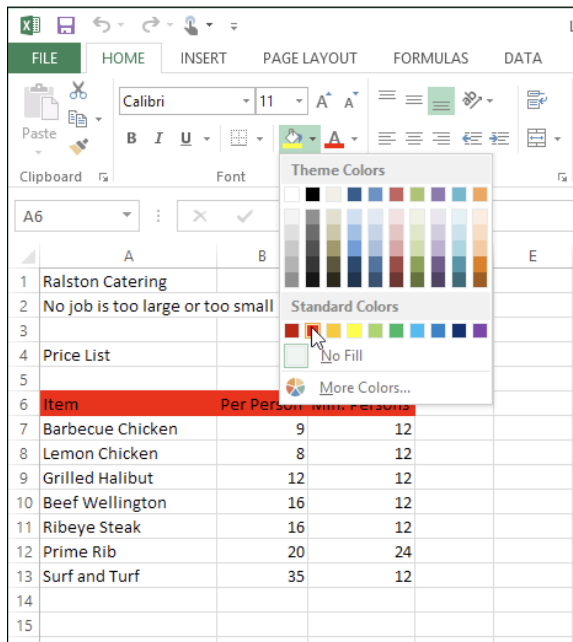 L
FILE HOME INSERT PAGE LAYOUT FORMULAS DATA
Calibri 11 A A
Paste
B I U A
Clipboard Font
Theme Colors
A6
A B E
Standard Colors
No Fill
More Colors...
1 Ralston Catering
2 No job is too large or too small
3
4 Price List
5
6 Item Per Person Min. Persons
7 Barbecue Chicken 9 12
8 Lemon Chicken 8 12
9 Grilled Halibut 12 12
10 Beef Wellington 16 12
11 Ribeye Steak 16 12
12 Prime Rib 20 24
13 Surf and Turf 35 12
14
15